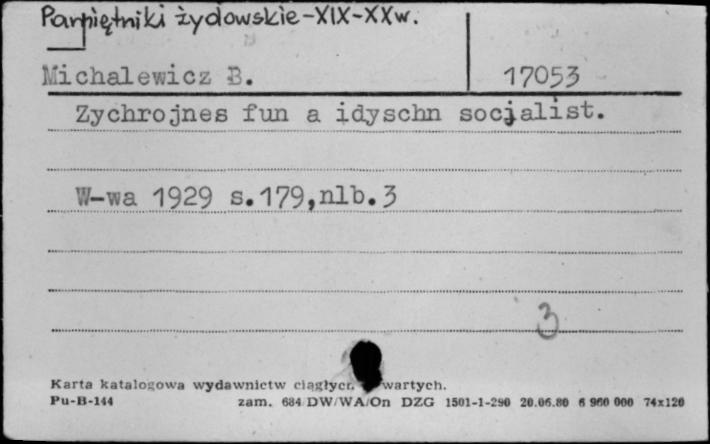 Pamiętniki żydowskie-XIX-XXw.
Michalewicz B. 17053
Zychrojnes fun a idyschn socjalist.
W-wa 1929 s.179,nlb.3
3
Karta katalogowa wydawnictw ciągłych wartych.
Pu-B-144 zam. 684 DW/WA/On DZG 1501-1-290 20.06.80 6 960 000 74x120